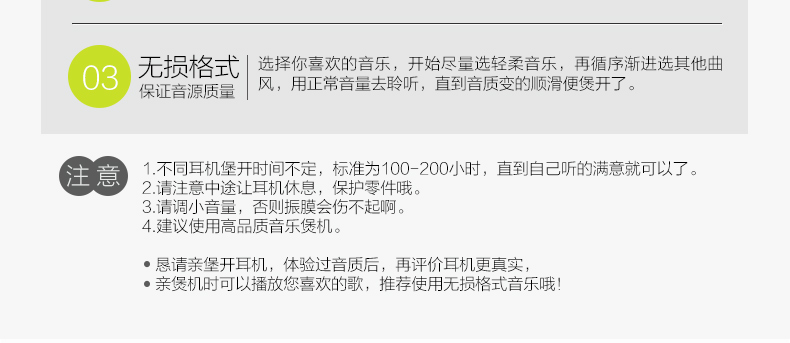 03
无损格式
保证音源质量
选择你喜欢的音乐，开始尽量选轻柔音乐，再循序渐进选其他曲
风，用正常音量去聆听，直到音质变的顺滑便煲开了。
注意
1.不同耳机堡开时间不定，标准为100-200小时，直到自己听的满意就可以了。
2.请注意中途让耳机休息，保护零件哦。
3.请调小音量，否则振膜会伤不起啊。
4.建议使用高品质音乐煲机。
●恳请亲堡开耳机，体验过音质后，再评价耳机更真实，
●亲煲机时可以播放您喜欢的歌，推荐使用无损格式音乐哦！